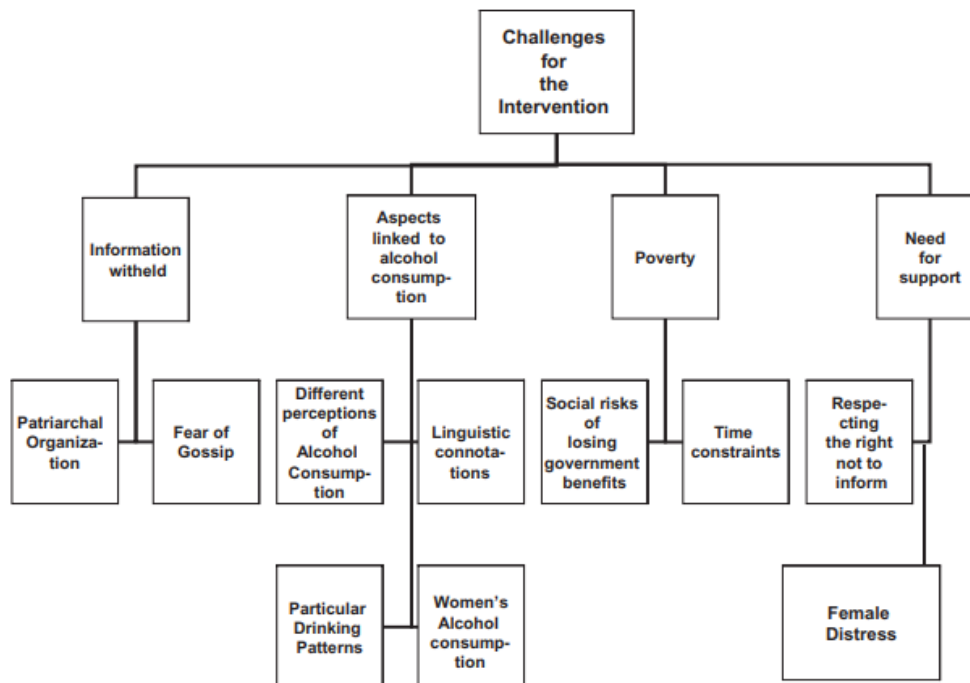 Challenges
for
the
Intervention
Information
witheld
Aspects
linked to
alcohol
consump-
tion
Poverty
Need
for
support
Patriarchal
Organiza-
tion
Fear of
Gossip
Different
perceptions
of
Alcohol
Consump-
tion
Linguistic
connota-
tions
Social risks
of
losing
government
benefits
Time
constraints
Respe-
cting
the right
not to
inform
Particular
Drinking
Patterns
Women’s
Alcohol
consump-
tion
Female
Distress